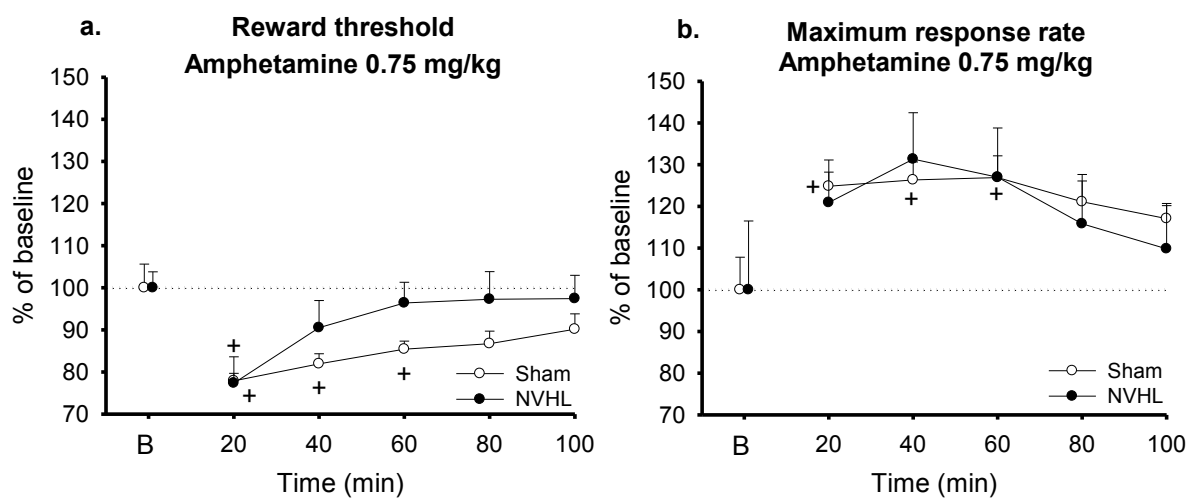 a.
Reward threshold
Amphetamine 0.75 mg/kg
150
140
130
120
110
100
90
80
70
% of baseline
+
+
+
+
Sham
NVHL
B
20
40
60
80
100
Time (min)
b.
Maximum response rate
Amphetamine 0.75 mg/kg
150
140
130
120
110
100
90
80
70
% of baseline
+
+
+
Sham
NVHL
B
20
40
60
80
100
Time (min)